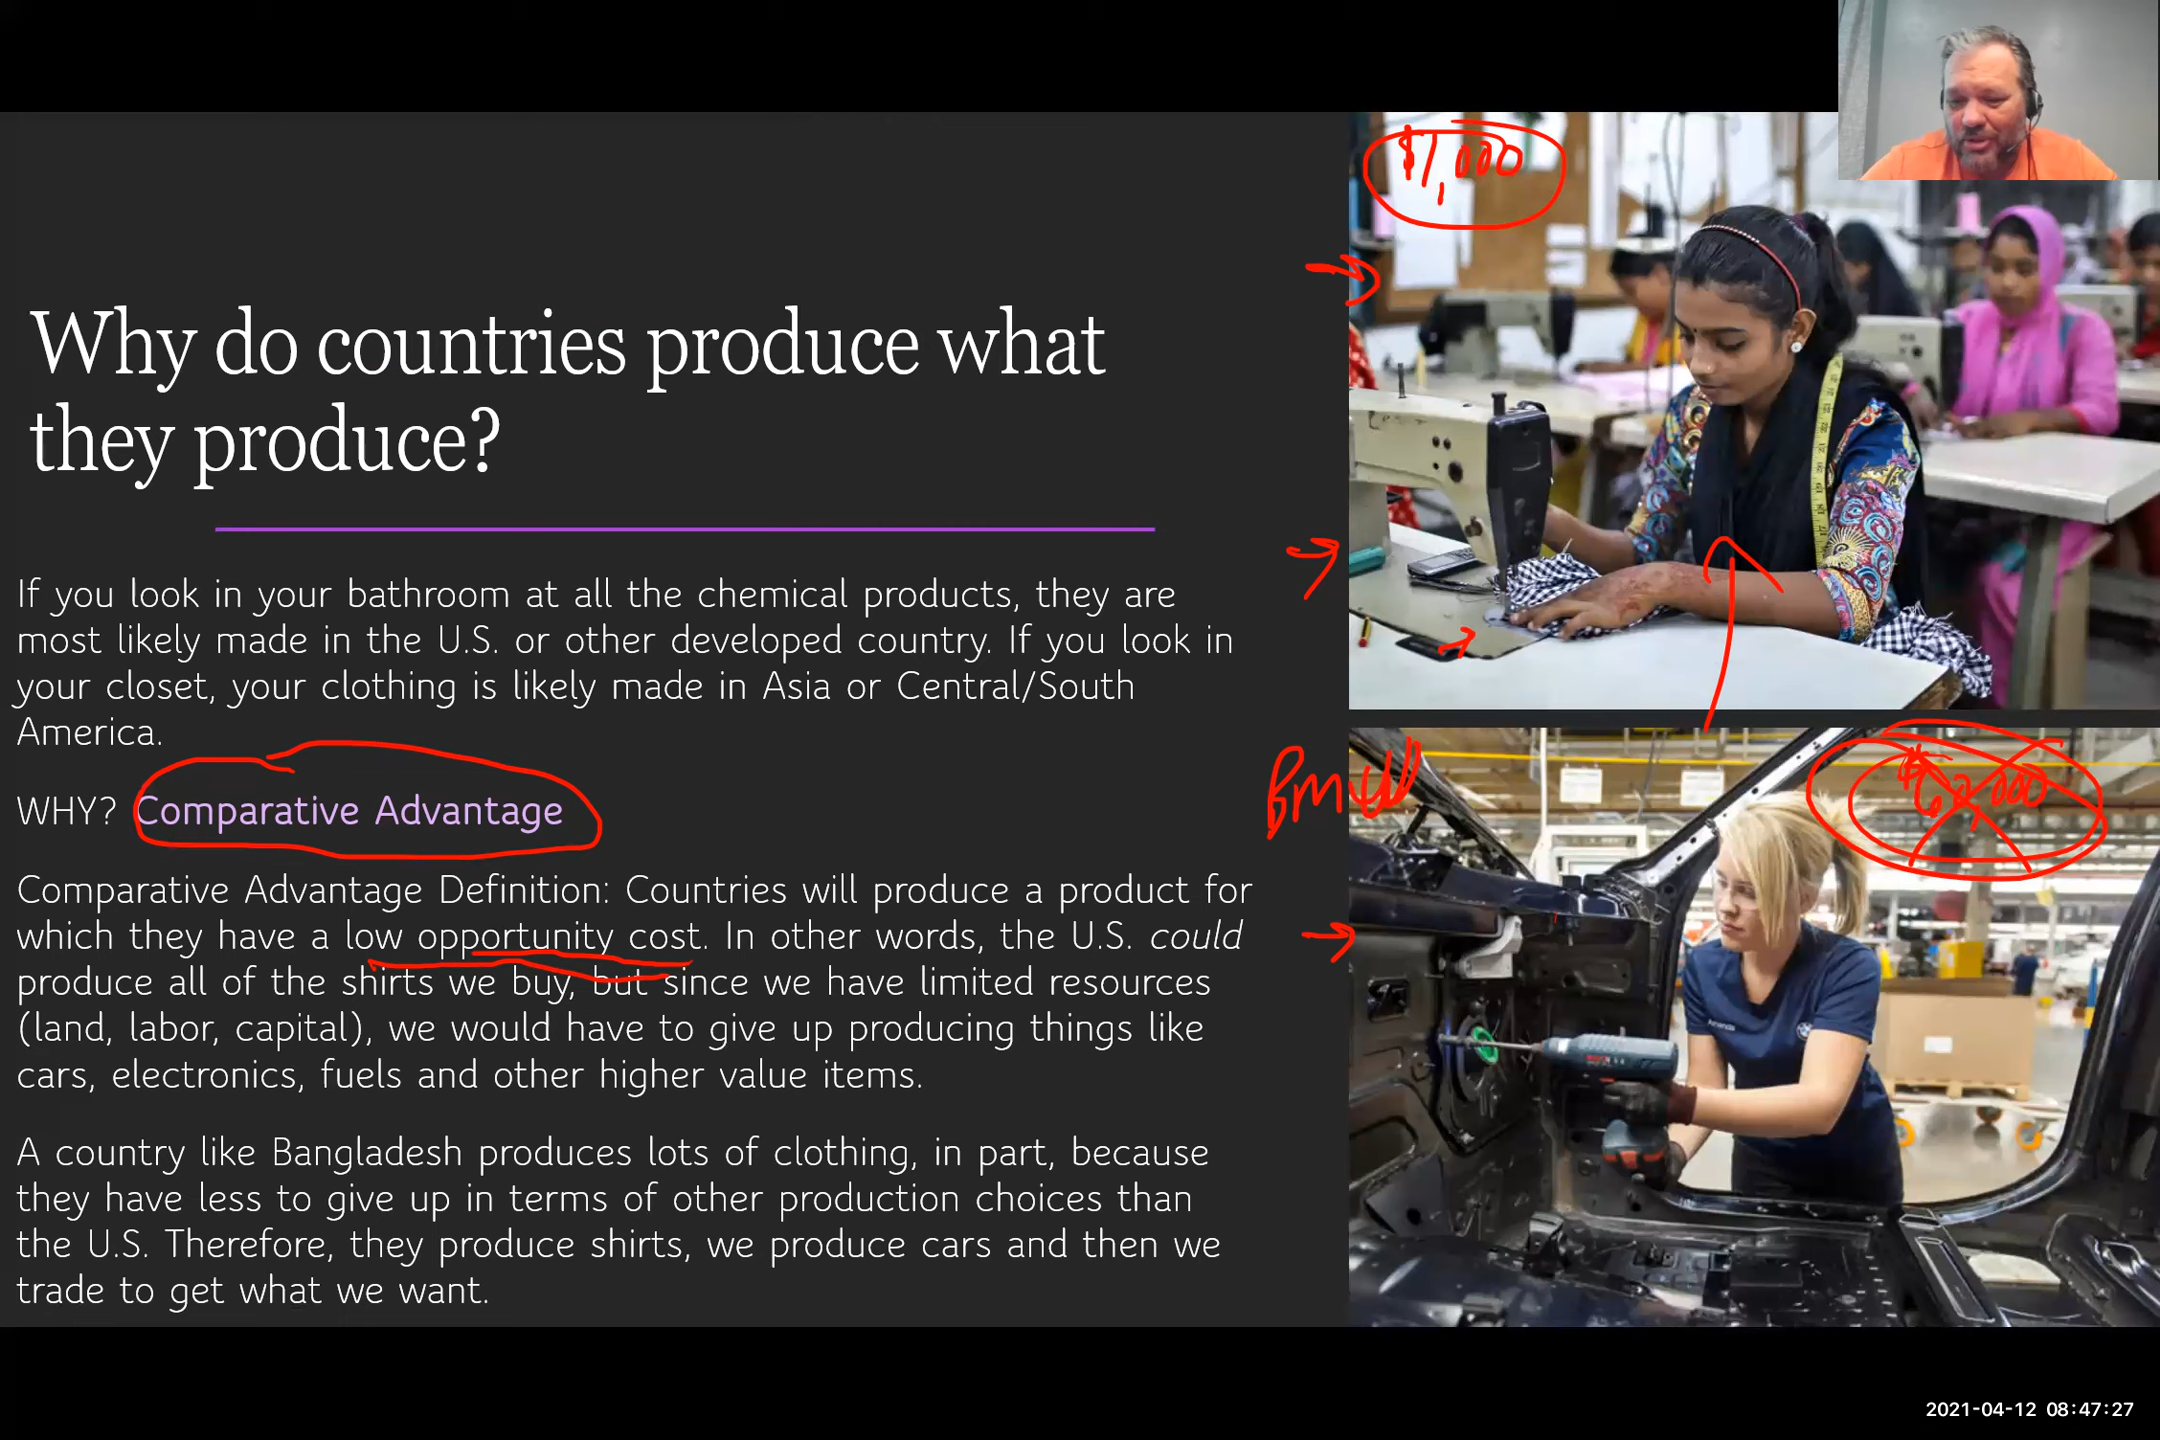 Why do countries produce what
they produce?
If you look in your bathroom at all the chemical products, they are
most likely made in the U.S. or other developed country. If you look in
your closet, your clothing is likely made in Asia or Central/South
America.
WHY? Comparative Advantage
Comparative Advantage Definition: Countries will produce a product for
which they have a low opportunity cost. In other words, the U.S. could
produce all of the shirts we buy, but since we have limited resources
(land, labor, capital), we would have to give up producing things like
cars, electronics, fuels and other higher value items.
A country like Bangladesh produces lots of clothing, in part, because
they have less to give up in terms of other production choices than
the U.S. Therefore, they produce shirts, we produce cars and then we
trade to get what we want.
$1,000
BMW
2021-04-12 08:47:27